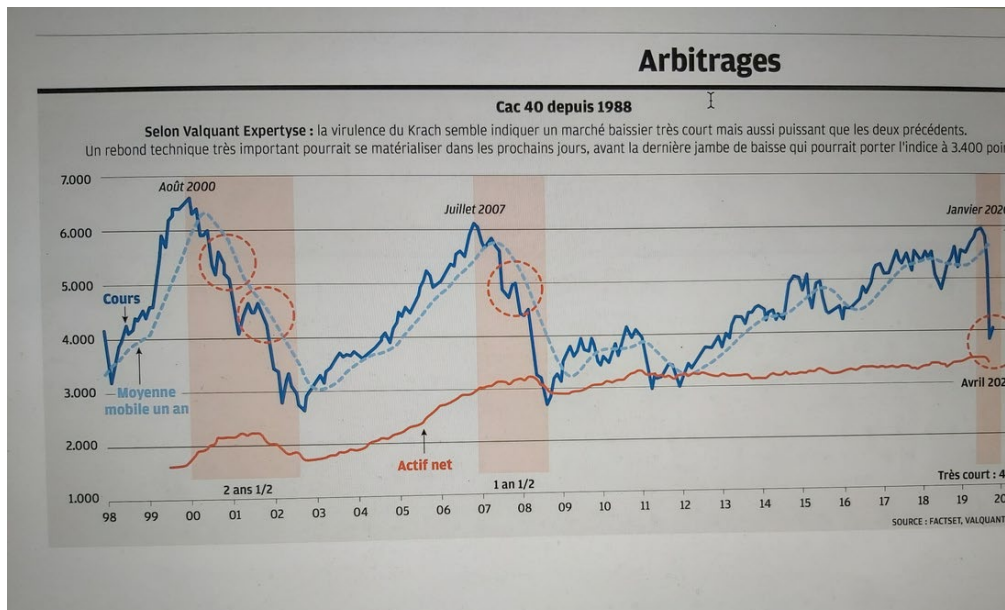 Arbitrages
Cac 40 depuis 1988
Selon Valquant Expertyse : la virulence du Krach semble indiquer un marché baissier très court mais aussi puissant que les deux précédents.
Un rebond technique très important pourrait se matérialiser dans les prochains jours, avant la dernière jambe de baisse qui pourrait porter l'indice à 3.400
7.000
Août 2000
Juillet 2007
Janvier
6.000
5.000
Cours
4.000
3.000
Moyenne
mobile un an
Avril
2.000
Actif net
2 ans 1/2
1 an 1/2
Très court : 4
1.000
98 99 00 01 02 03 04 05 06 07 08 09 10 11 12 13 14 15 16 17 18 19
SOURCE : FACTSET, VALQUANT